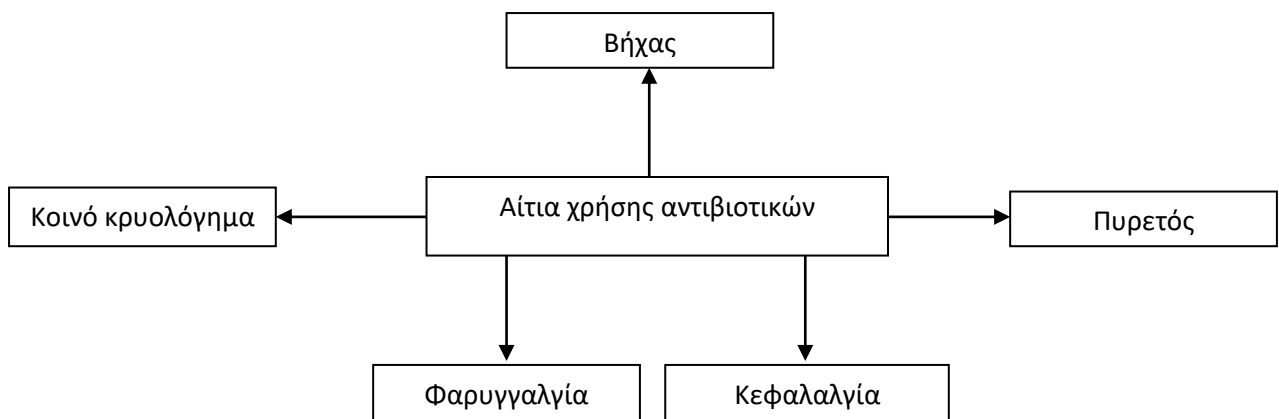 Βήχας
Αίτια χρήσης αντιβιοτικών
Κοινό κρυολόγημα
Πυρετός
Φαρυγγαλγία
Κεφαλαλγία